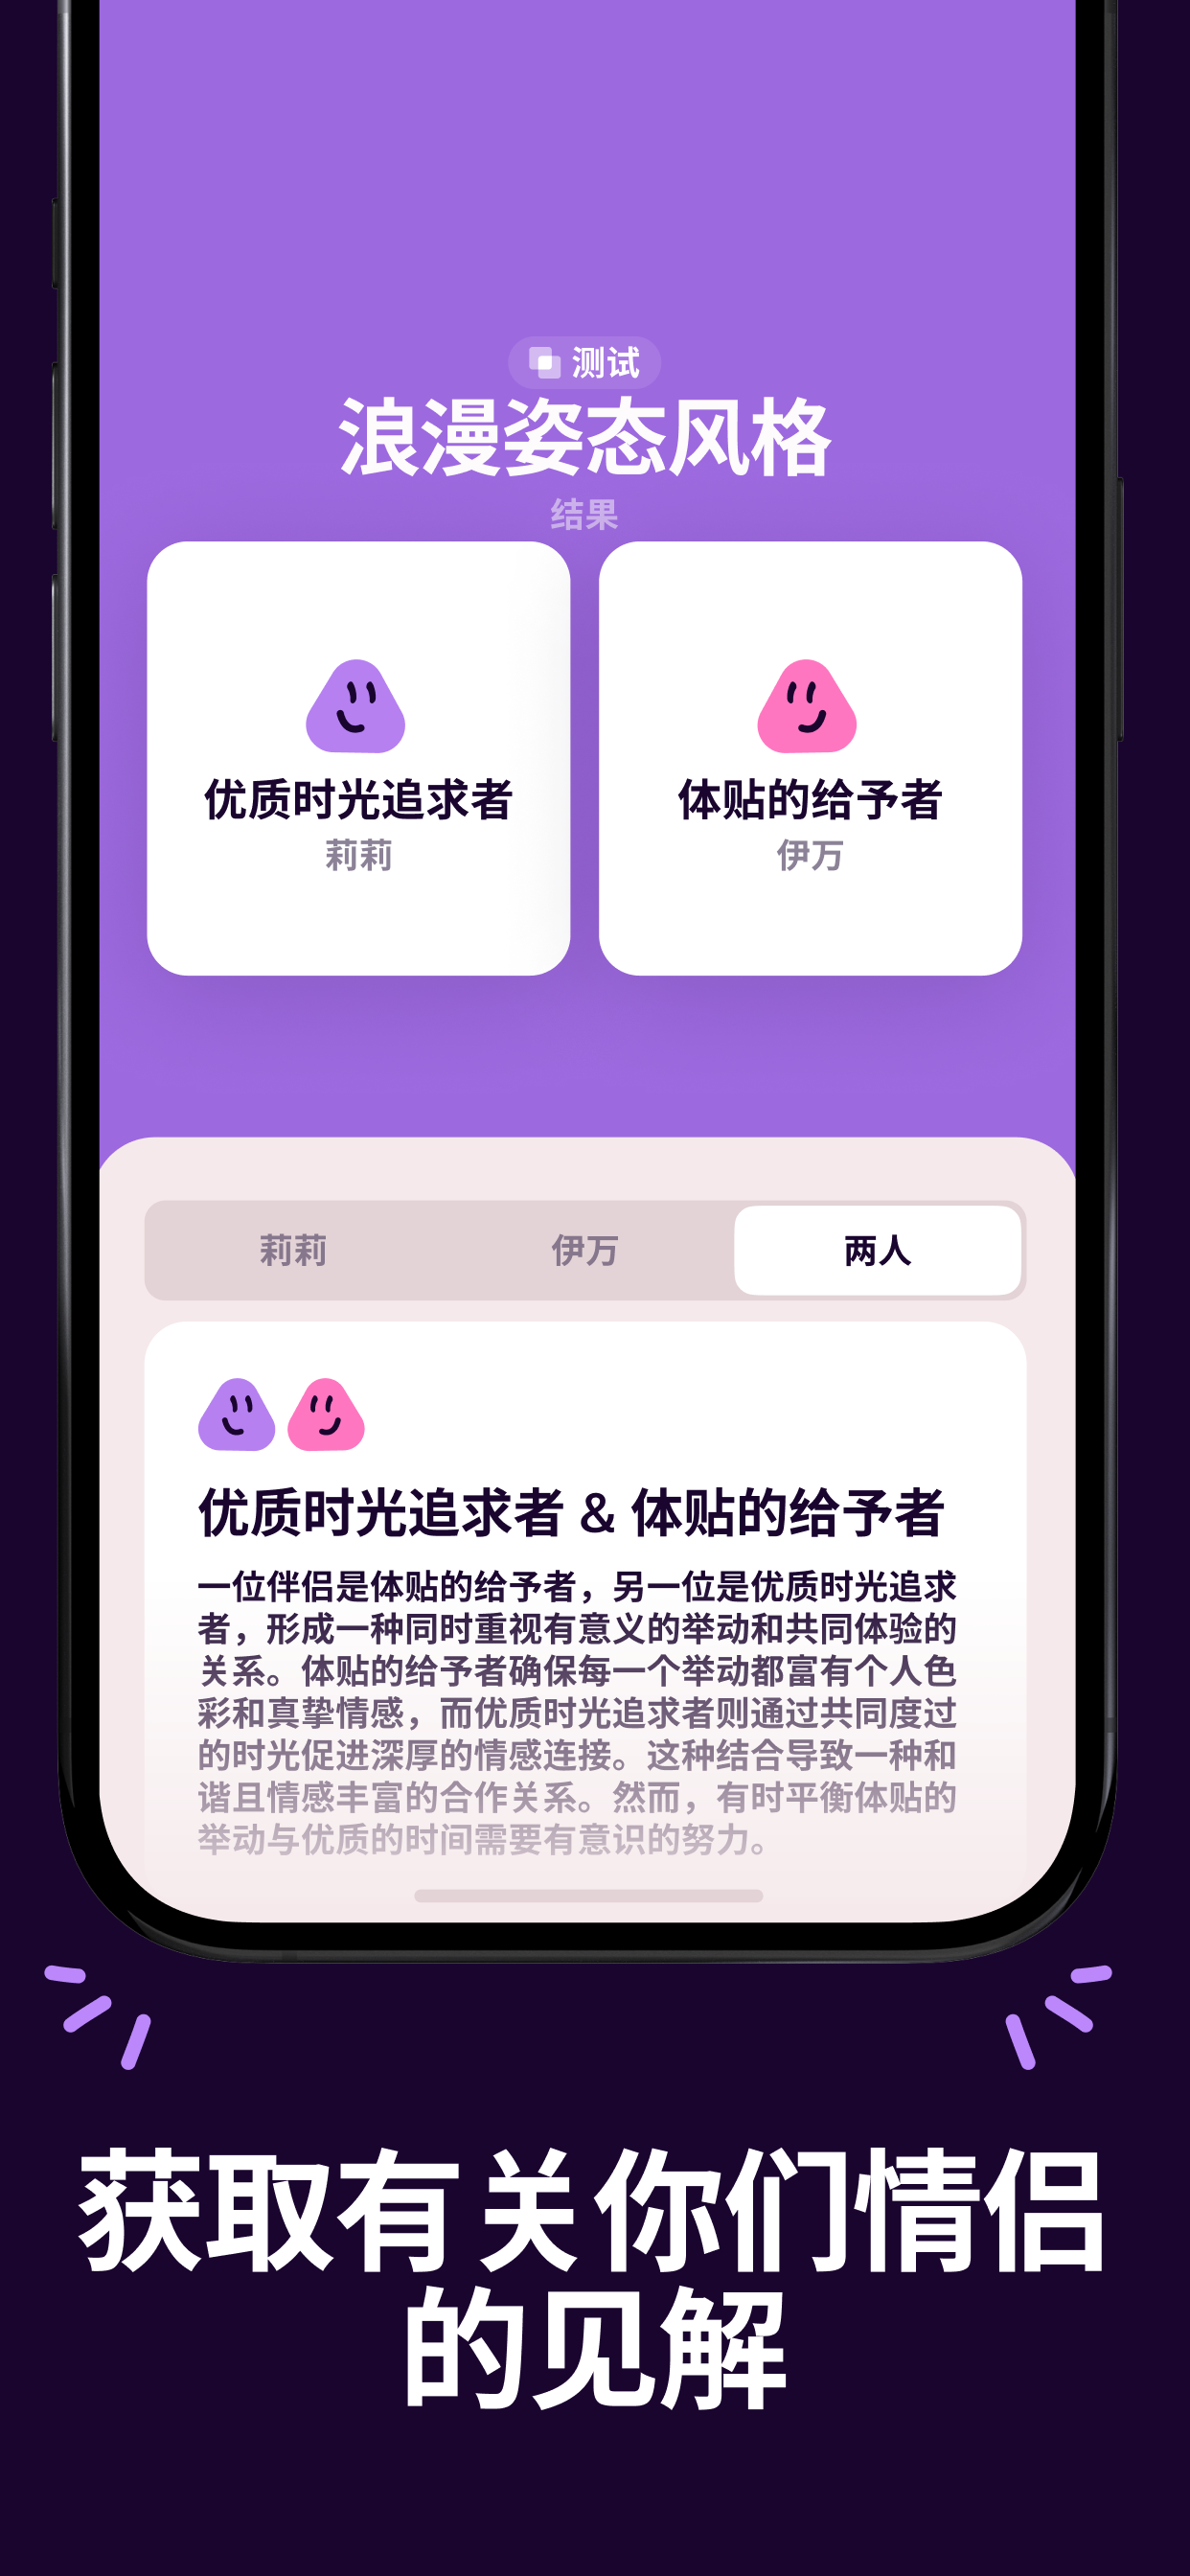 测试
浪漫姿态风格
结果
优质时光追求者
莉莉
体贴的给予者
伊万
莉莉
伊万
两人
优质时光追求者 & 体贴的给予者
一位伴侣是体贴的给予者，另一位是优质时光追求
者，形成一种同时重视有意义的举动和共同体验的
关系。体贴的给予者确保每一个举动都富有个人色
彩和真挚情感，而优质时光追求者则通过共同度过
的时光促进深厚的情感连接。这种结合导致一种和
谐且情感丰富的合作关系。然而，有时平衡体贴的
举动与优质的时间需要有意识的努力。
获取有关你们情侣
的见解